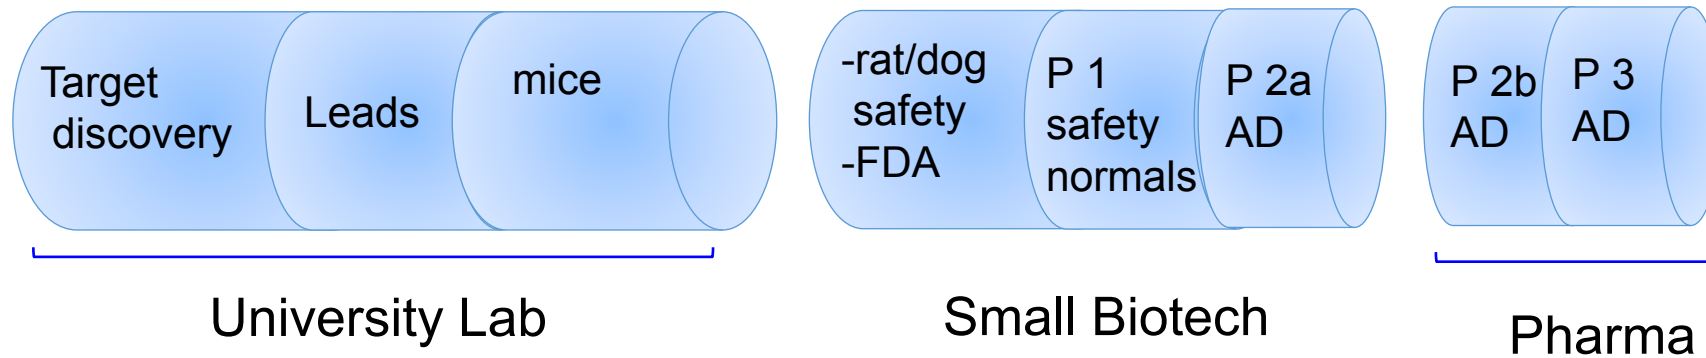 Target
discovery
Leads
mice
-rat/dog
safety
-FDA
P 1
safety
normals
P 2a
AD
P 2b
AD
P 3
AD
University Lab
Small Biotech
Pharma